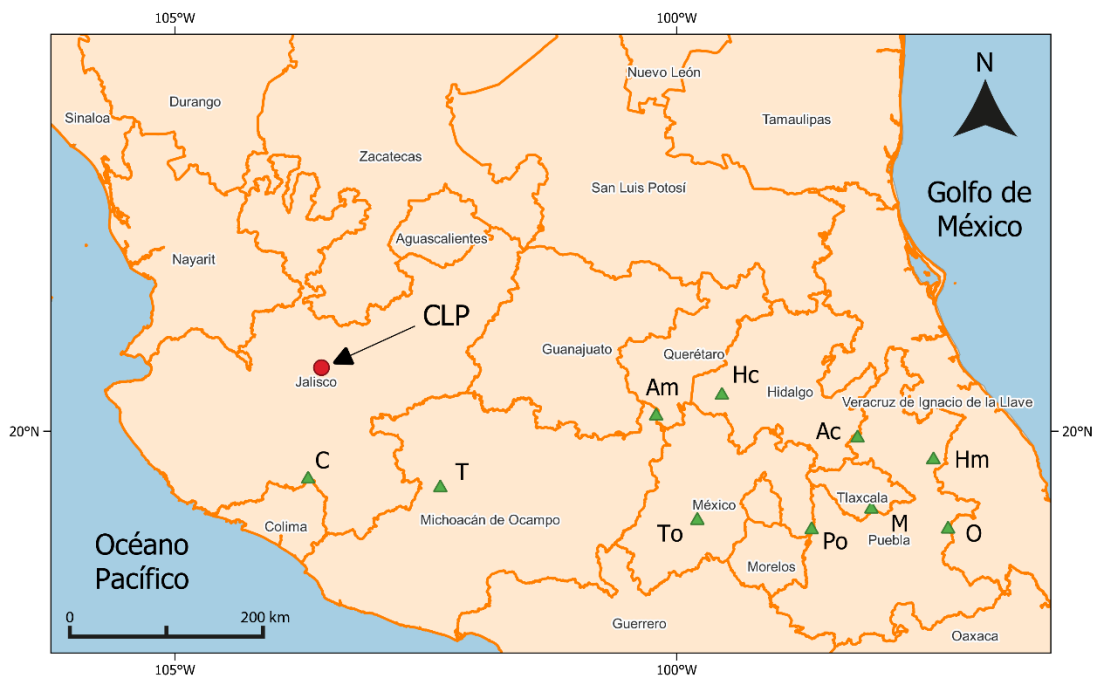 105°W
100°W
Nuevo León
N
Durango
Sinaloa
Tamaulipas
Zacatecas
San Luis Potosí
Golfo de
México
Aguascalientes
Nayarit
CLP
Guanajuato
Querétaro
Jalisco
Am
Hc
Hidalgo
Veracruz de Ignacio de la Llave
20°N
Ac
20°N
C
T
Hm
Tlaxcala
México
Michoacán de Ocampo
Colima
To
Po
M
Puebla
O
Océano
Pacífico
Morelos
0
200 km
Guerrero
Oaxaca
105°W
100°W